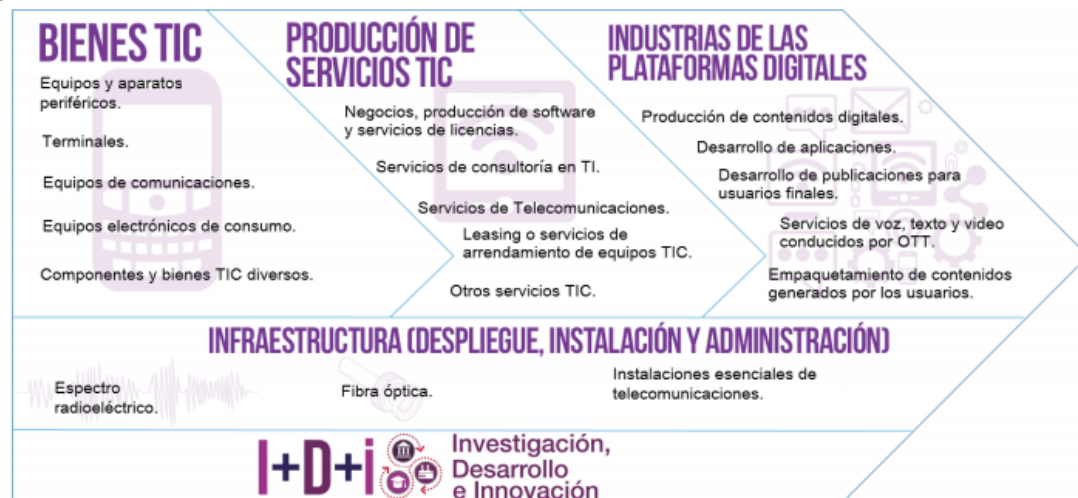 BIENES TIC
Equipos y aparatos
periféricos.
Terminales.
Equipos de comunicaciones.
Equipos electrónicos de consumo.
Componentes y bienes TIC diversos.
PRODUCCIÓN DE
SERVICIOS TIC
Negocios, producción de software
y servicios de licencias.
Servicios de consultoría en TI.
Servicios de Telecomunicaciones.
Leasing o servicios de
arrendamiento de equipos TIC.
Otros servicios TIC.
INDUSTRIAS DE LAS
PLATAFORMAS DIGITALES
Producción de contenidos digitales.
Desarrollo de aplicaciones.
Desarrollo de publicaciones para
usuarios finales.
Servicios de voz, texto y video
conducidos por OTT.
Empaquetamiento de contenidos
generados por los usuarios.
INFRAESTRUCTURA (DESPLIEGUE, INSTALACIÓN Y ADMINISTRACIÓN)
Espectro
radioeléctrico.
Fibra óptica.
Instalaciones esenciales de
telecomunicaciones.
I+D+i
Investigación,
Desarrollo
e Innovación